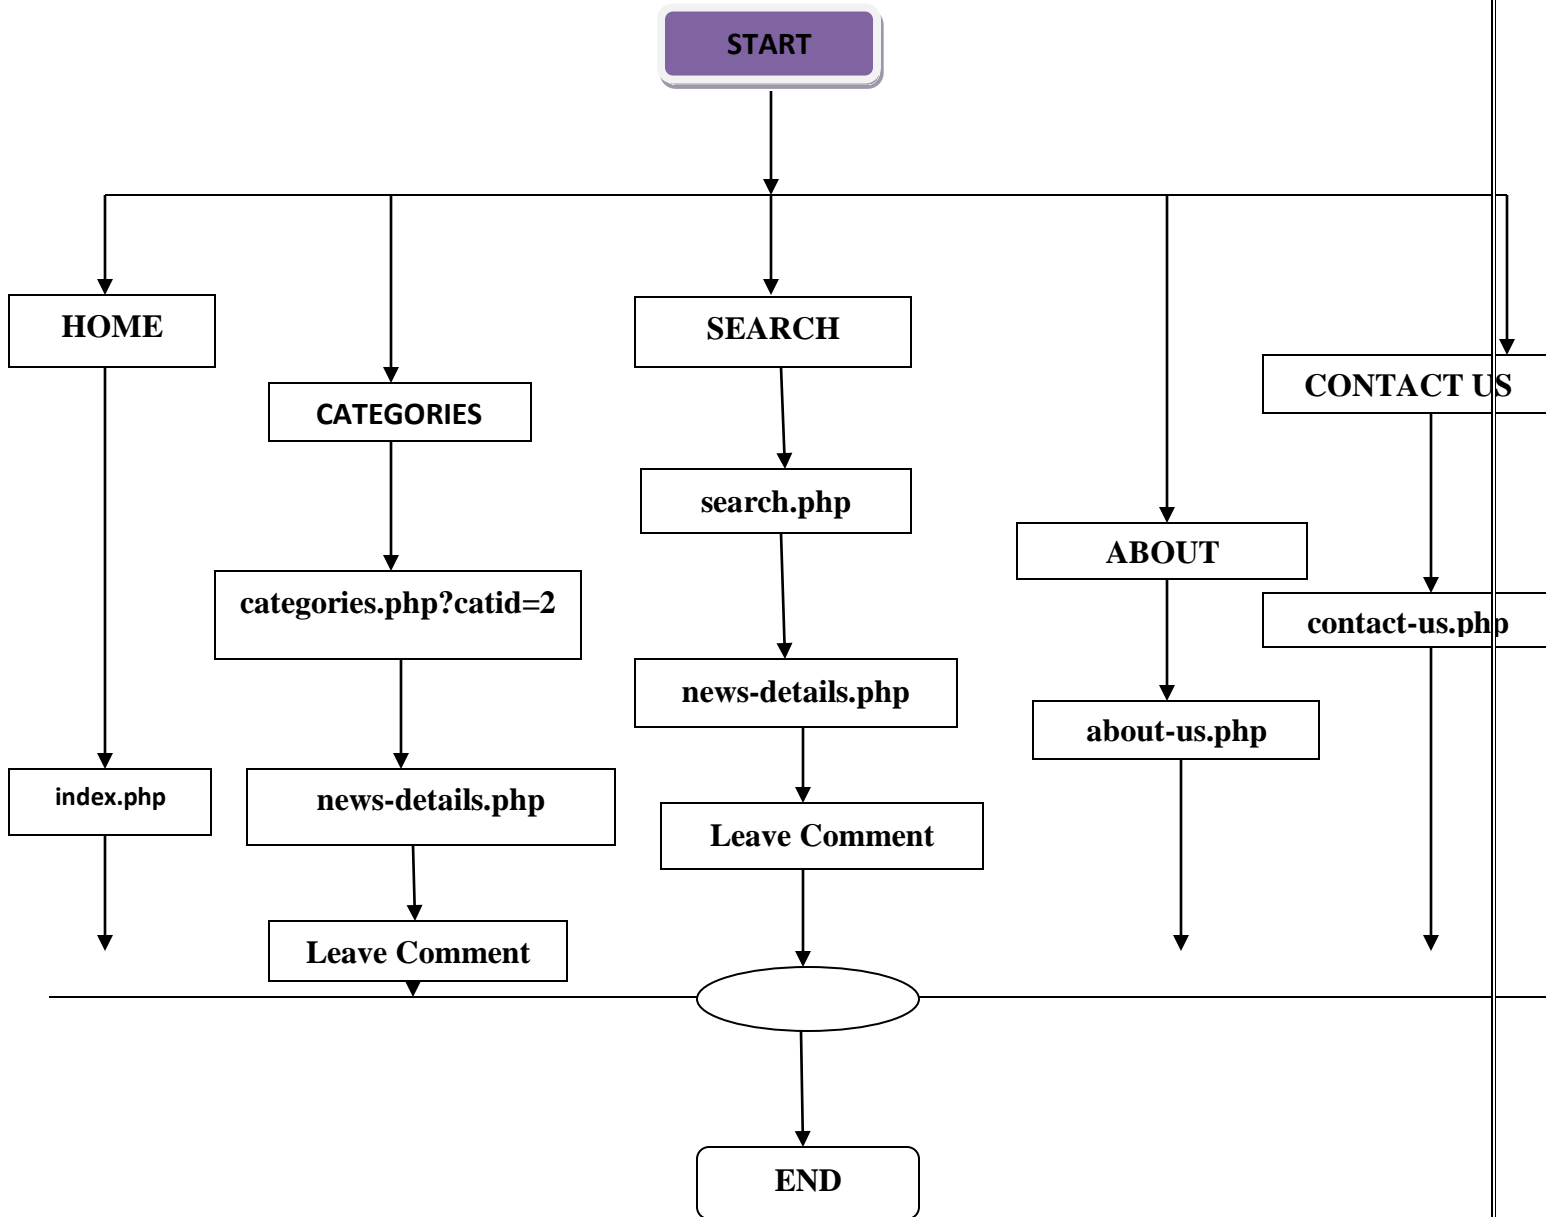 START
HOME
SEARCH
CONTACT US
CATEGORIES
search.php
ABOUT
categories.php?catid=2
contact-us.php
news-details.php
about-us.php
index.php
news-details.php
Leave Comment
Leave Comment
END